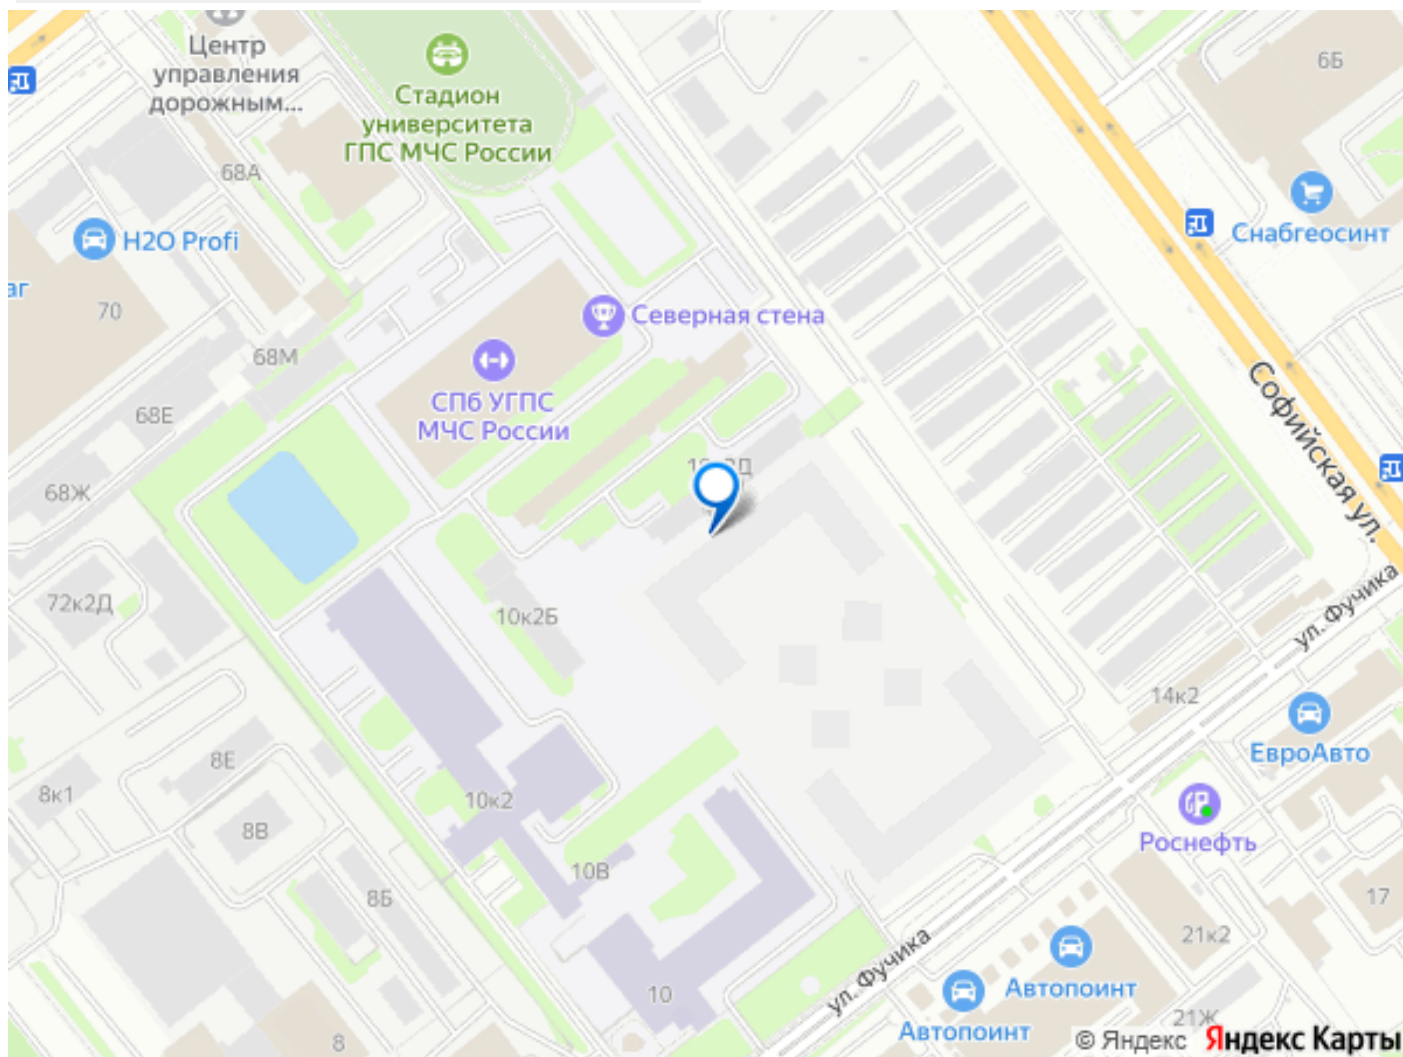 Центр
управления
дорожным...
Стадион
университета
ГПС МЧС России
6Б
68А
Снабгеосинт
H2O Profi
аг
70
Северная стена
68М
СПб УГПС
МЧС России
68Е
Софийская ул.
68Ж
72к2Д
10к2Б
ул. Фучика
14к2
ЕвроАвто
8Е
8к1
10к2
8В
Роснефть
10В
8Б
17
21к2
ул. Фучика
10
Автопоинт
21Ж
Автопоинт
8
© Яндекс Яндекс Карты